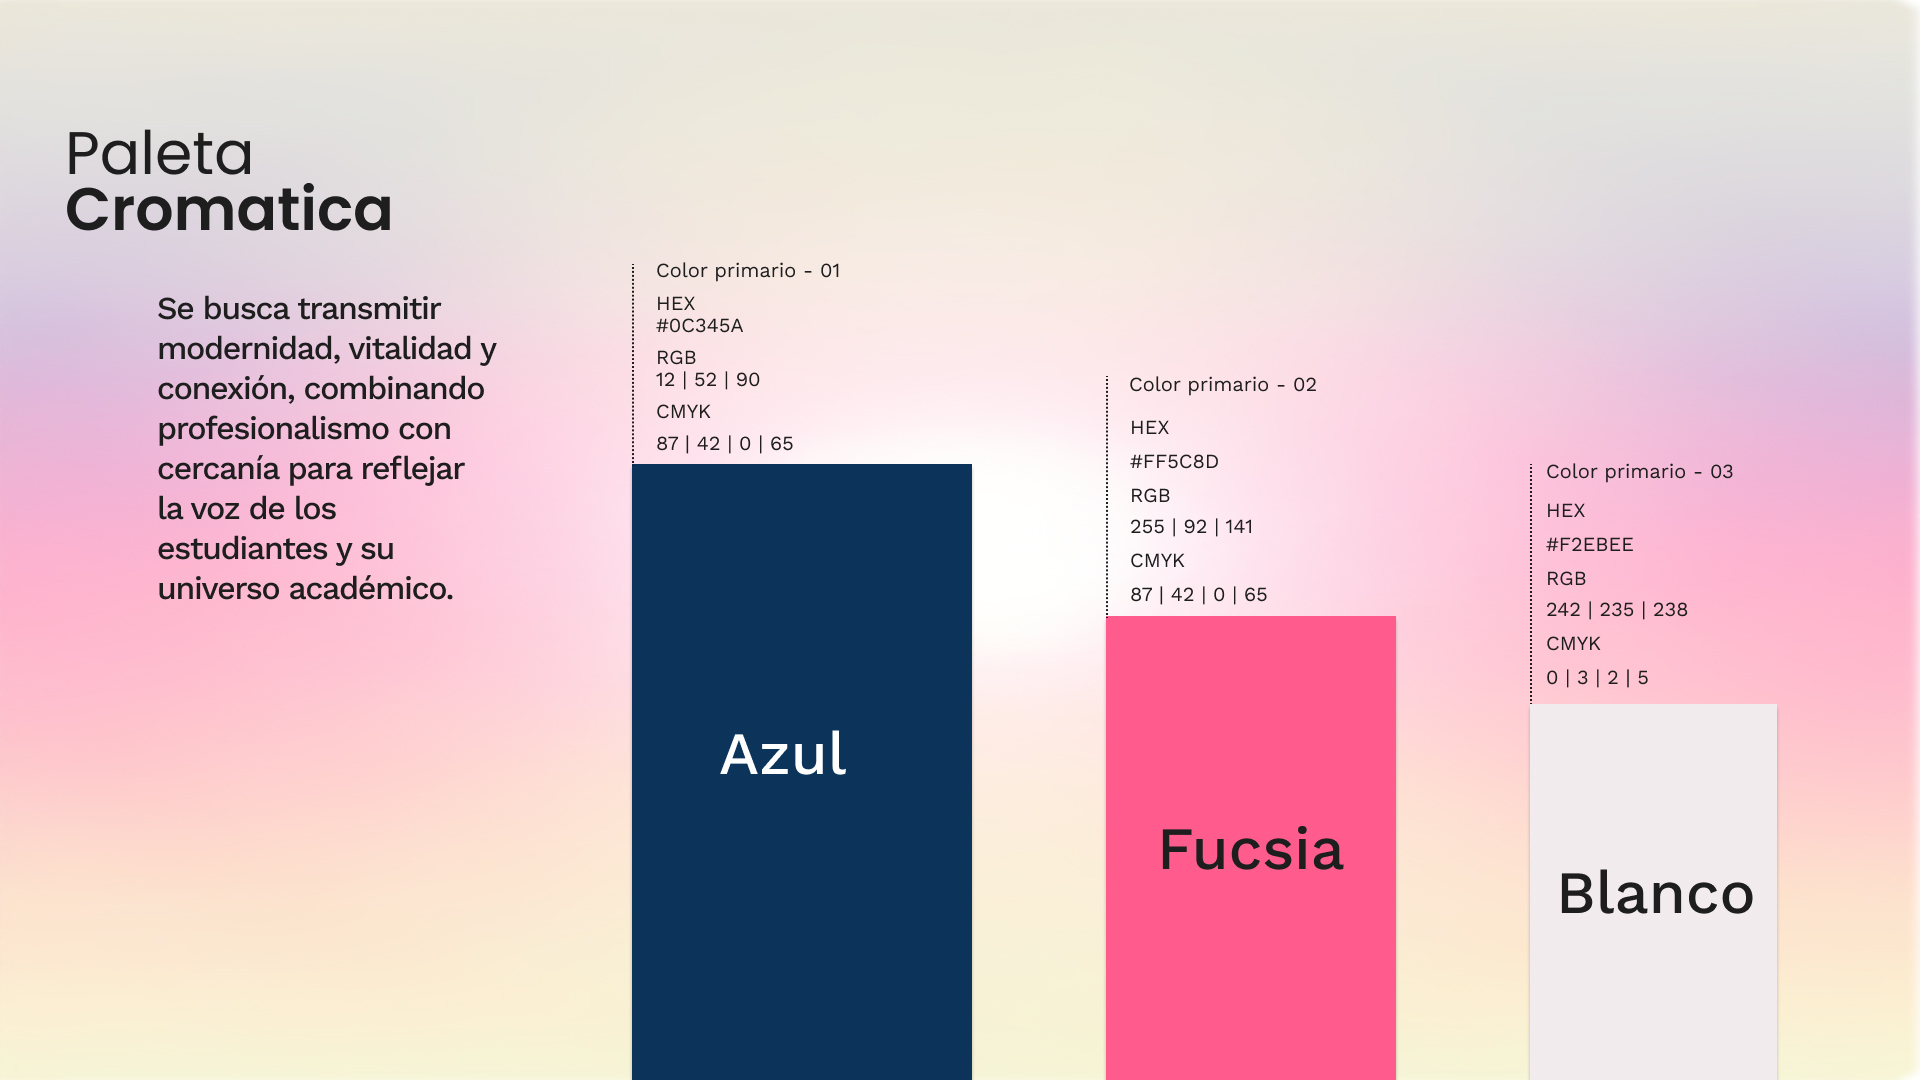 Paleta
Cromatica
Se busca transmitir
modernidad, vitalidad y
conexión, combinando
profesionalismo con
cercanía para reflejar
la voz de los
estudiantes y su
universo académico.
Color primario - 01
HEX
#0C345A
RGB
12 | 52 | 90
CMYK
87 | 42 | 0 | 65
Azul
Color primario - 02
HEX
#FF5C8D
RGB
255 | 92 | 141
CMYK
87 | 42 | 0 | 65
Fucsia
Color primario - 03
HEX
#F2EBEE
RGB
242 | 235 | 238
CMYK
0 | 3 | 2 | 5
Blanco